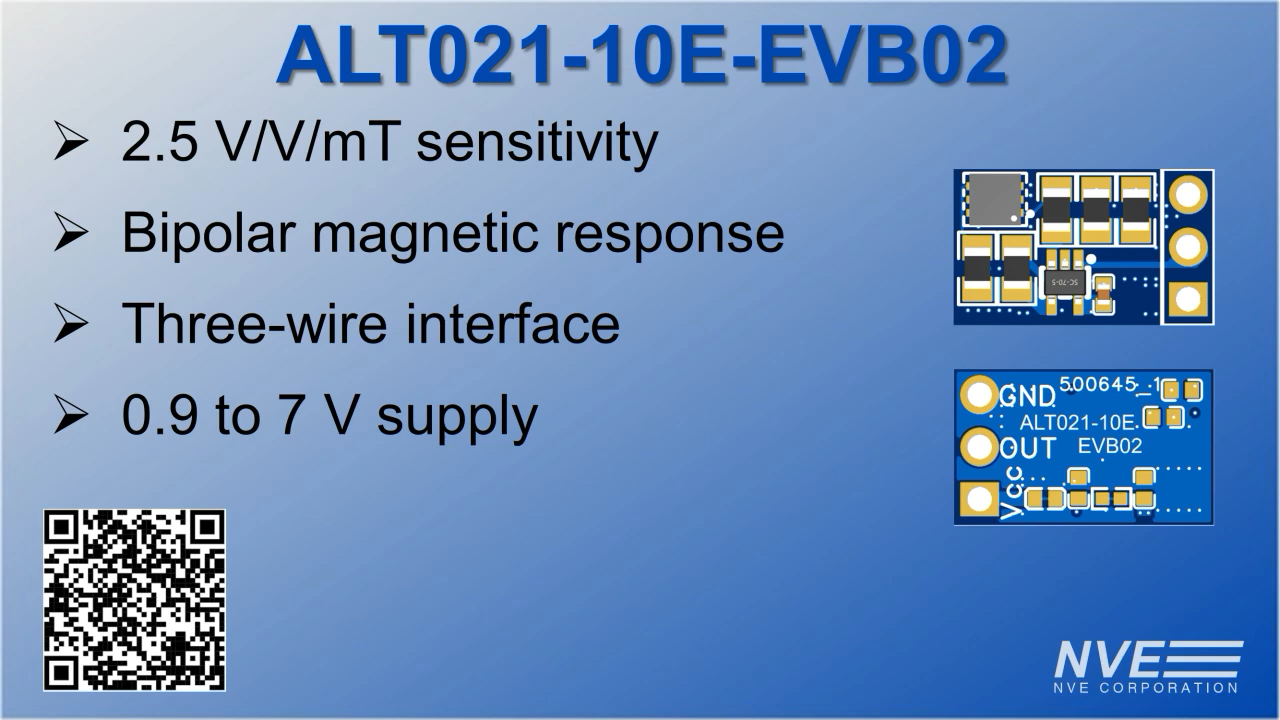 ALT021-10E-EVB02
➢ 2.5 V/V/mT sensitivity
➢ Bipolar magnetic response
➢ Three-wire interface
➢ 0.9 to 7 V supply
SC-70-5
GND 500645_1
ALT021-10E
OUT EVB02
Vcc
NVE
NVE CORPORATION